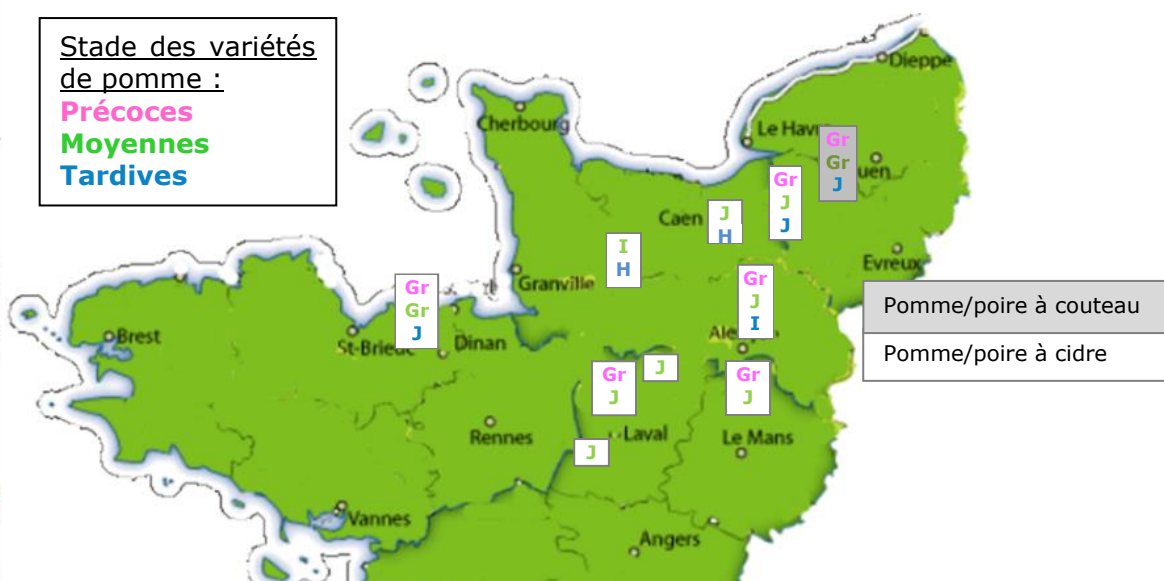 Stade des variétés
de pomme :
Précoces
Moyennes
Tardives
Dieppe
Cherbourg
Le Havre
Gr
Gr
J
uen
Gr
J
J
Caen
J
H
I
H
Evreux
Granville
Gr
J
I
Gr
Gr
J
Pomme/poire à couteau
Pomme/poire à cidre
Brest
St-Brieuc
Dinan
Ale
Gr
J
J
Gr
J
Rennes
Laval
Le Mans
J
Vannes
Angers